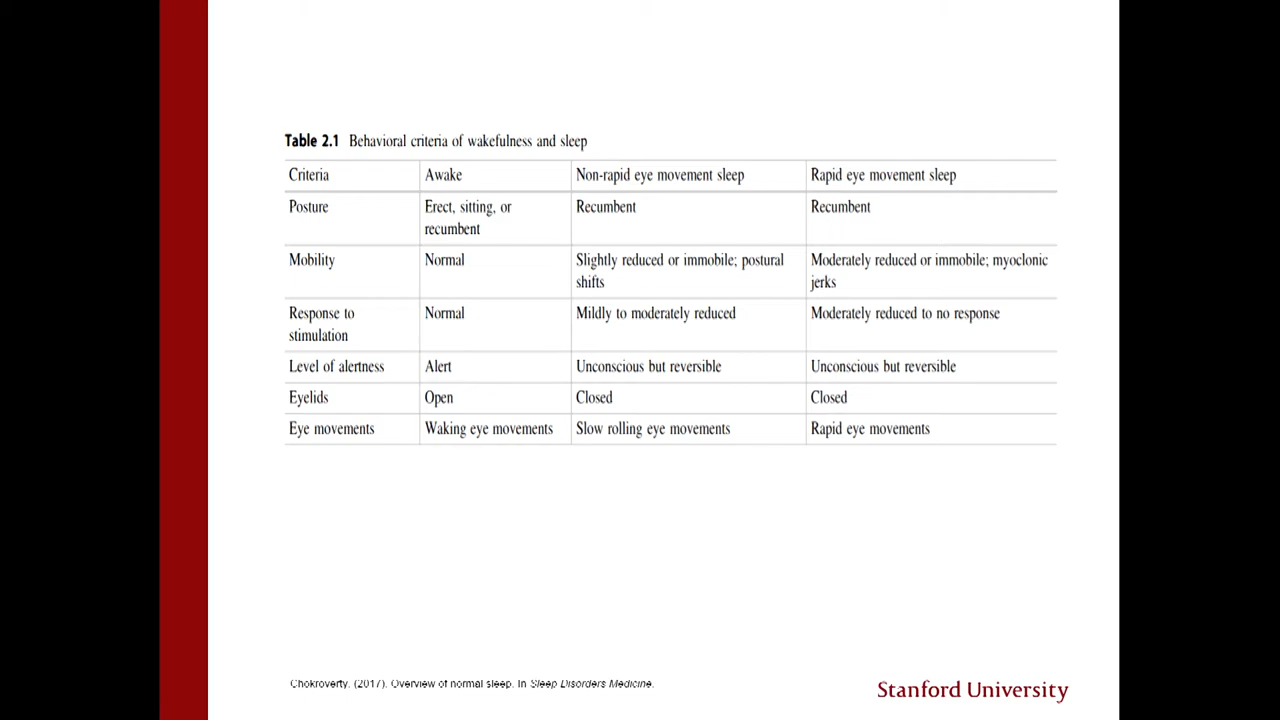 Table 2.1 Behavioral criteria of wakefulness and sleep
Criteria Awake Non-rapid eye movement sleep Rapid eye movement sleep
Posture Erect, sitting, or recumbent Recumbent Recumbent
Mobility Normal Slightly reduced or immobile; postural shifts Moderately reduced or immobile; myoclonic jerks
Response to stimulation Normal Mildly to moderately reduced Moderately reduced to no response
Level of alertness Alert Unconscious but reversible Unconscious but reversible
Eyelids Open Closed Closed
Eye movements Waking eye movements Slow rolling eye movements Rapid eye movements
Chokroverty. (2017). Overview of normal sleep. In Sleep Disorders Medicine.
Stanford University